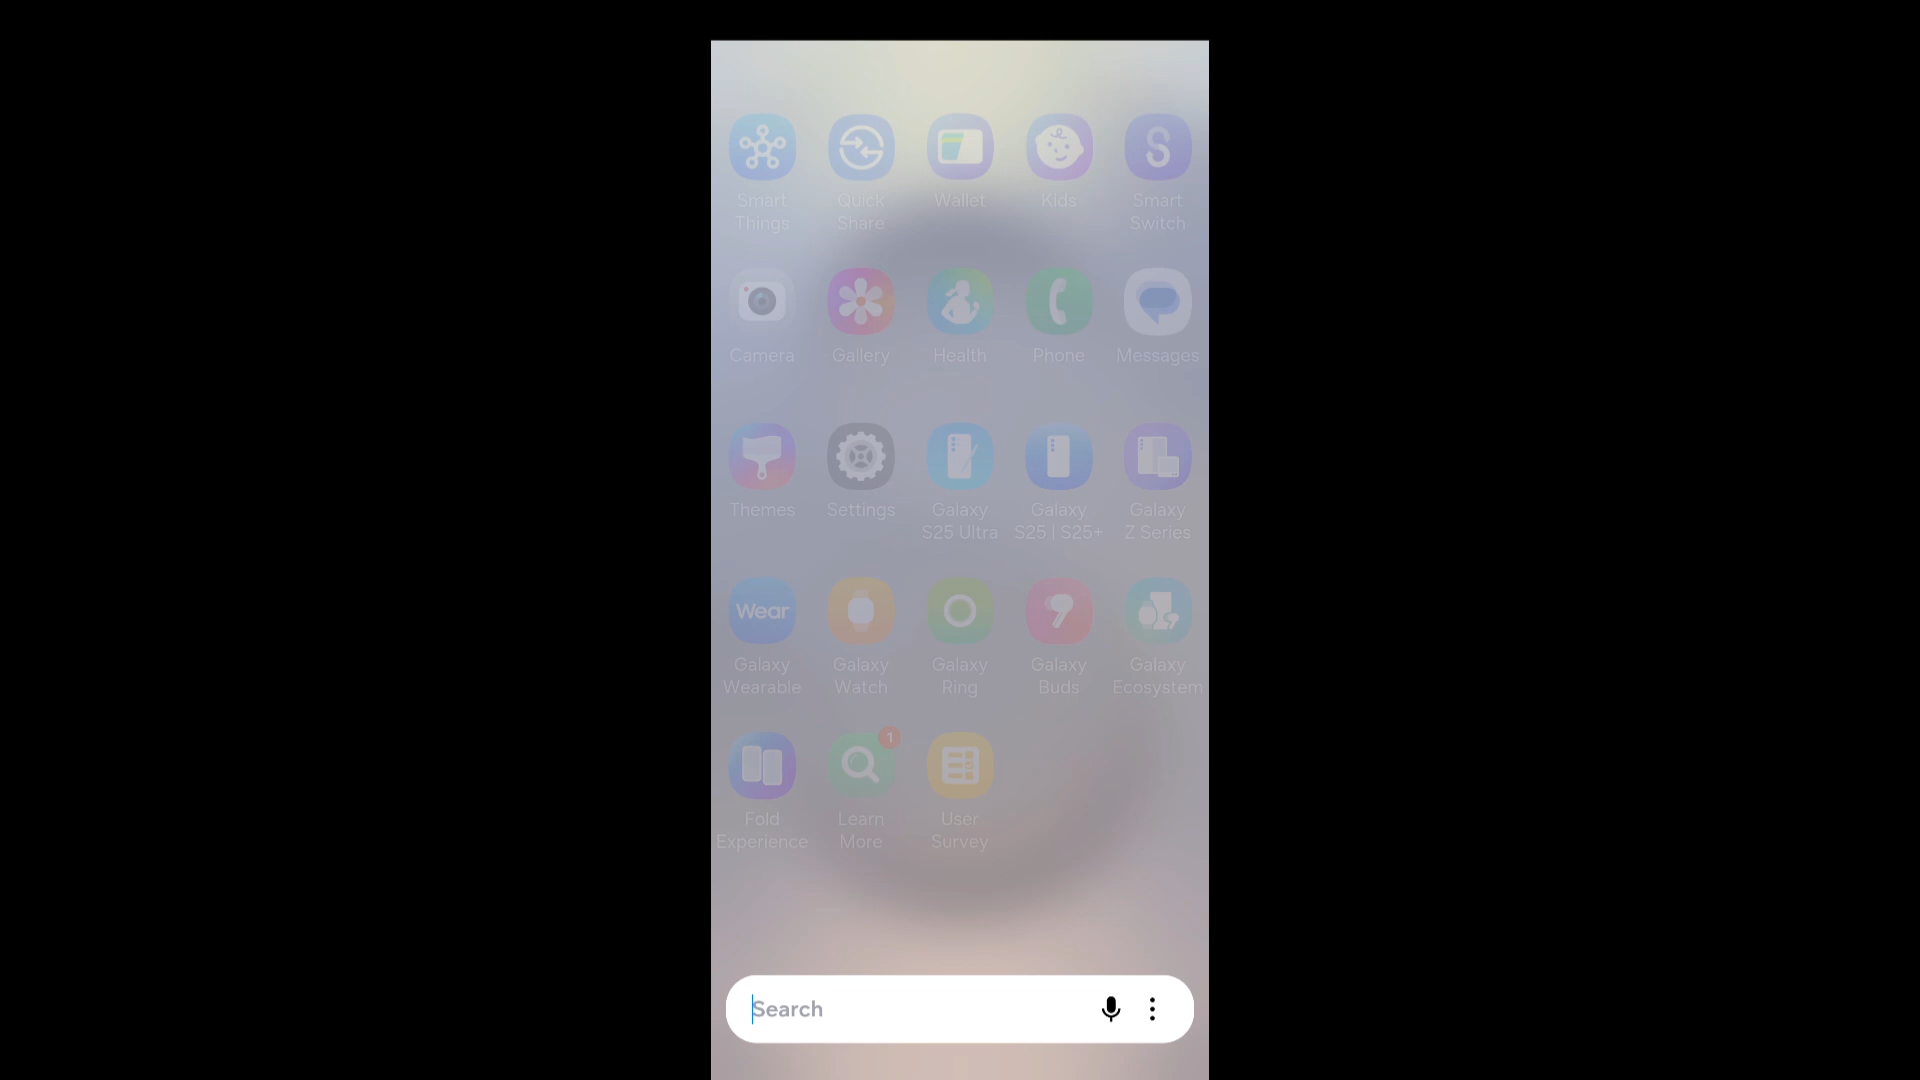 Smart Quick Wallet Kids Smart
Things Share Switch
Camera Gallery Health Phone Messages
Themes Settings Galaxy Galaxy Galaxy
S25 Ultra S25 | S25+ Z Series
Wear
Galaxy Galaxy Galaxy Galaxy Galaxy
Wearable Watch Ring Buds Ecosystem
1
Fold Learn User
Experience More Survey
Search